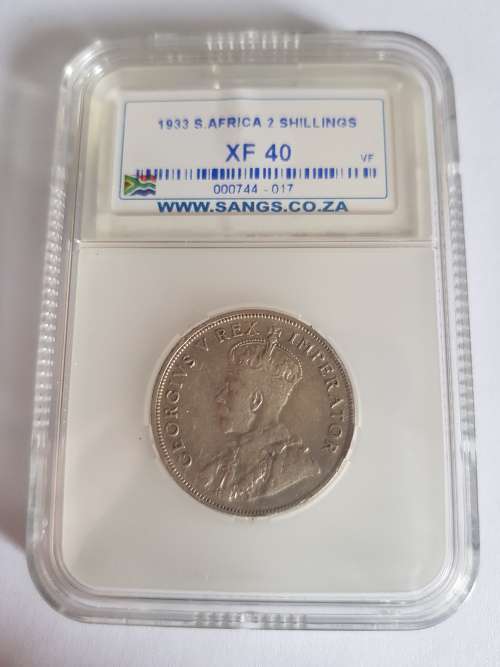 1933 S.AFRICA 2 SHILLINGS
XF 40
VF
000744 - 017
WWW.SANGS.CO.ZA
GEORGIVS V REX IMPERATOR